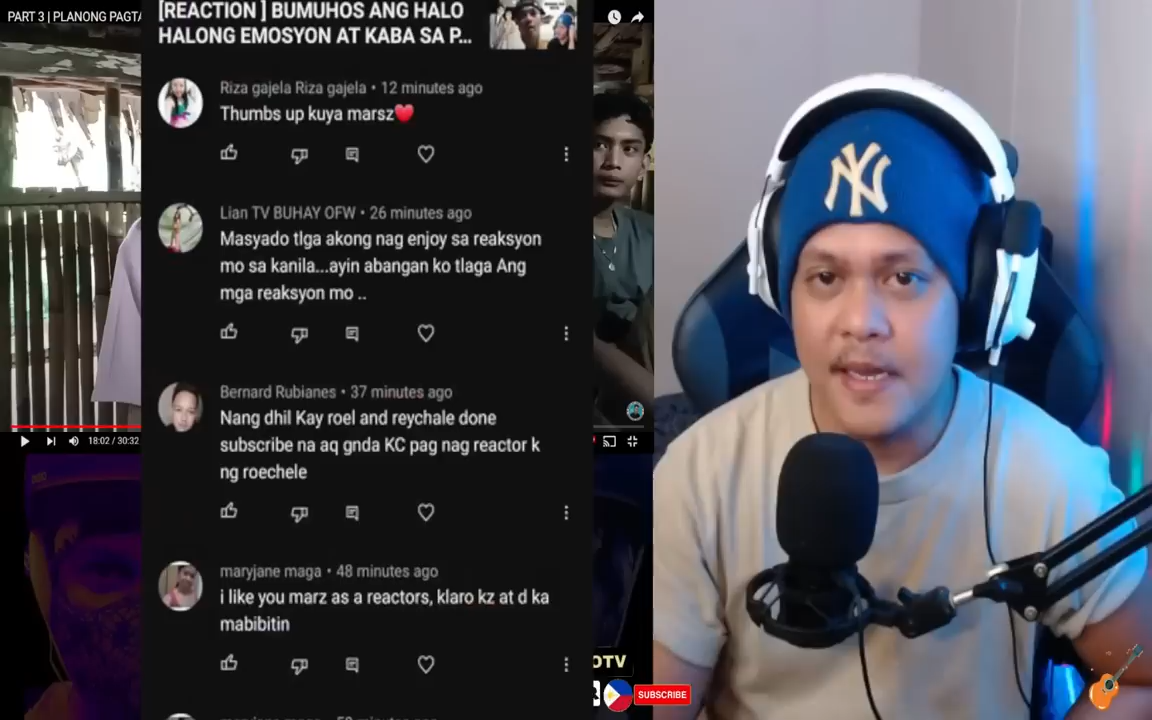 PART 3 | PLANONG PAGTA
[REACTION ] BUMUHOS ANG HALO
HALONG EMOSYON AT KABA SA P...
Riza gajela Riza gajela • 12 minutes ago
Thumbs up kuya marsz❤️
Lian TV BUHAY OFW • 26 minutes ago
Masyado tlga akong nag enjoy sa reaksyon
mo sa kanila...ayin abangan ko tlaga Ang
mga reaksyon mo ..
Bernard Rubianes • 37 minutes ago
Nang dhil Kay roel and reychale done
subscribe na aq gnda KC pag nag reactor k
ng roechele
maryjane maga • 48 minutes ago
i like you marz as a reactors, klaro kz at d ka
mabibitin
18:02 / 30:32
NY
OTV
SUBSCRIBE